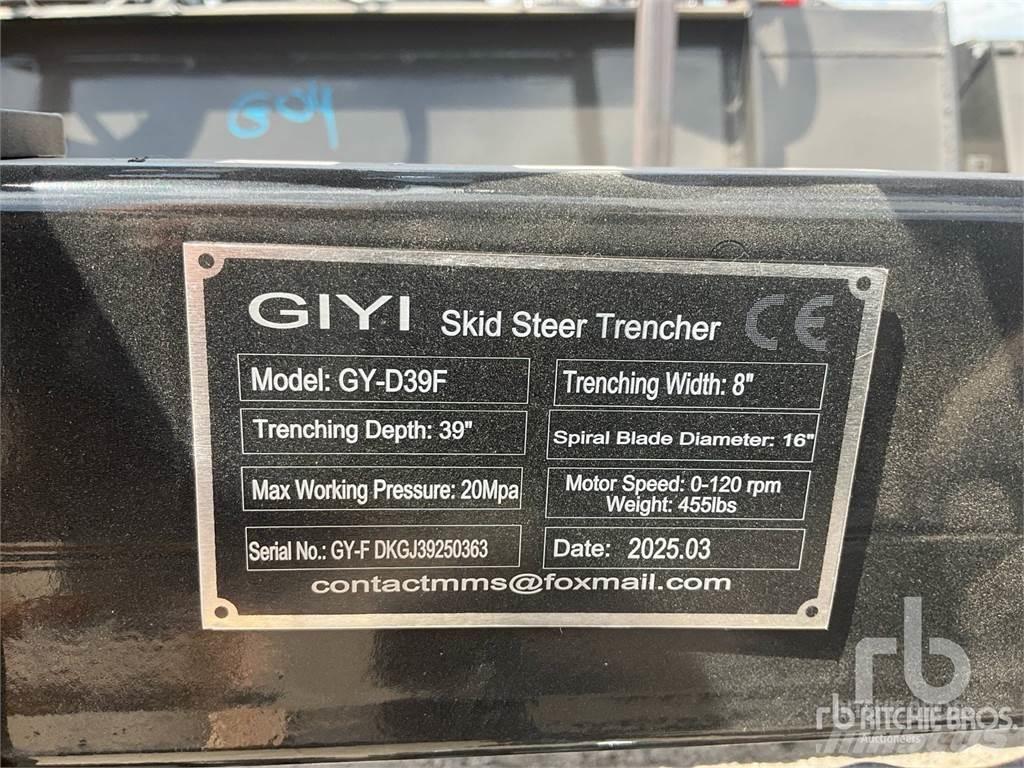 G04
GIYI Skid Steer Trencher CE
Model: GY-D39F
Trenching Width: 8"
Trenching Depth: 39"
Spiral Blade Diameter: 16"
Max Working Pressure: 20Mpa
Motor Speed: 0-120 rpm
Weight: 455lbs
Serial No.: GY-F DKGJ39250363
Date: 2025.03
contactmms@foxmail.com
rb
rb RITCHIE BROS.
Auctioneers